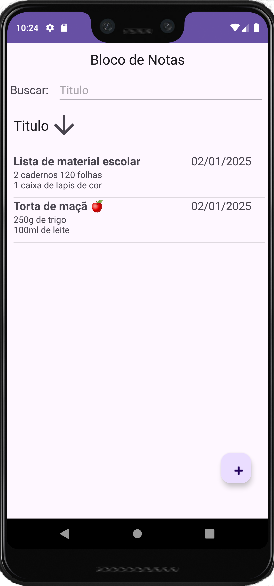 10:24
Bloco de Notas
Buscar: Titulo
Titulo
Lista de material escolar 02/01/2025
2 cadernos 120 folhas
1 caixa de lapis de cor
Torta de maçã 🍎 02/01/2025
250g de trigo
100ml de leite
+